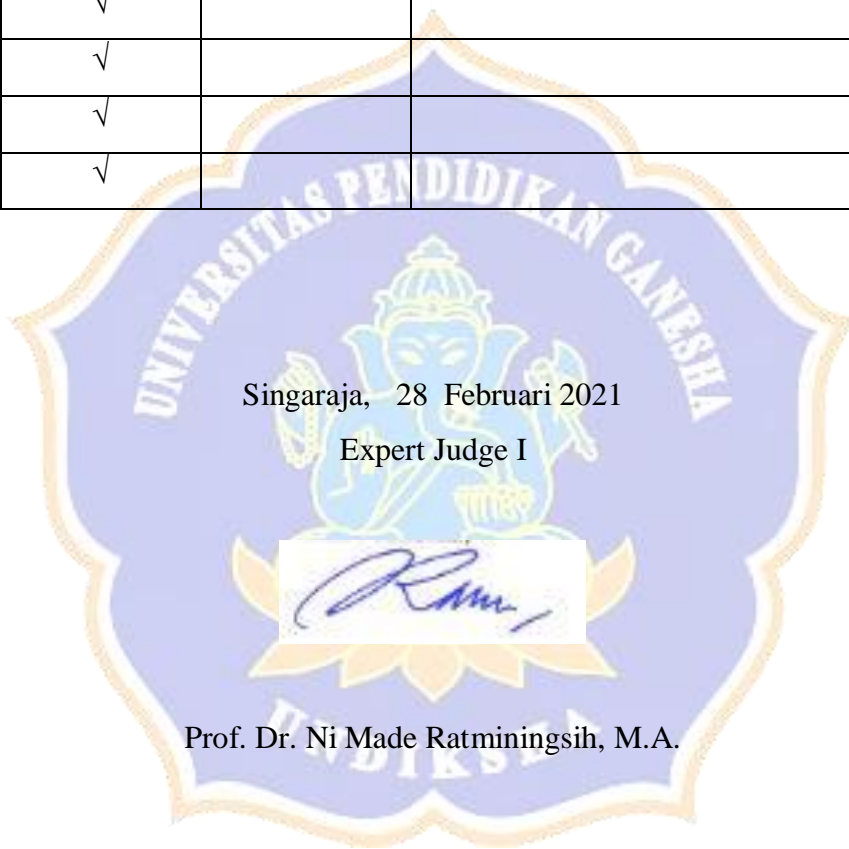 √
√
√
√
UNIVERSITAS PENDIDIKAN GANESHA
Singaraja, 28 Februari 2021
Expert Judge I
Prof. Dr. Ni Made Ratminingsih, M.A.
UNDIKSHA